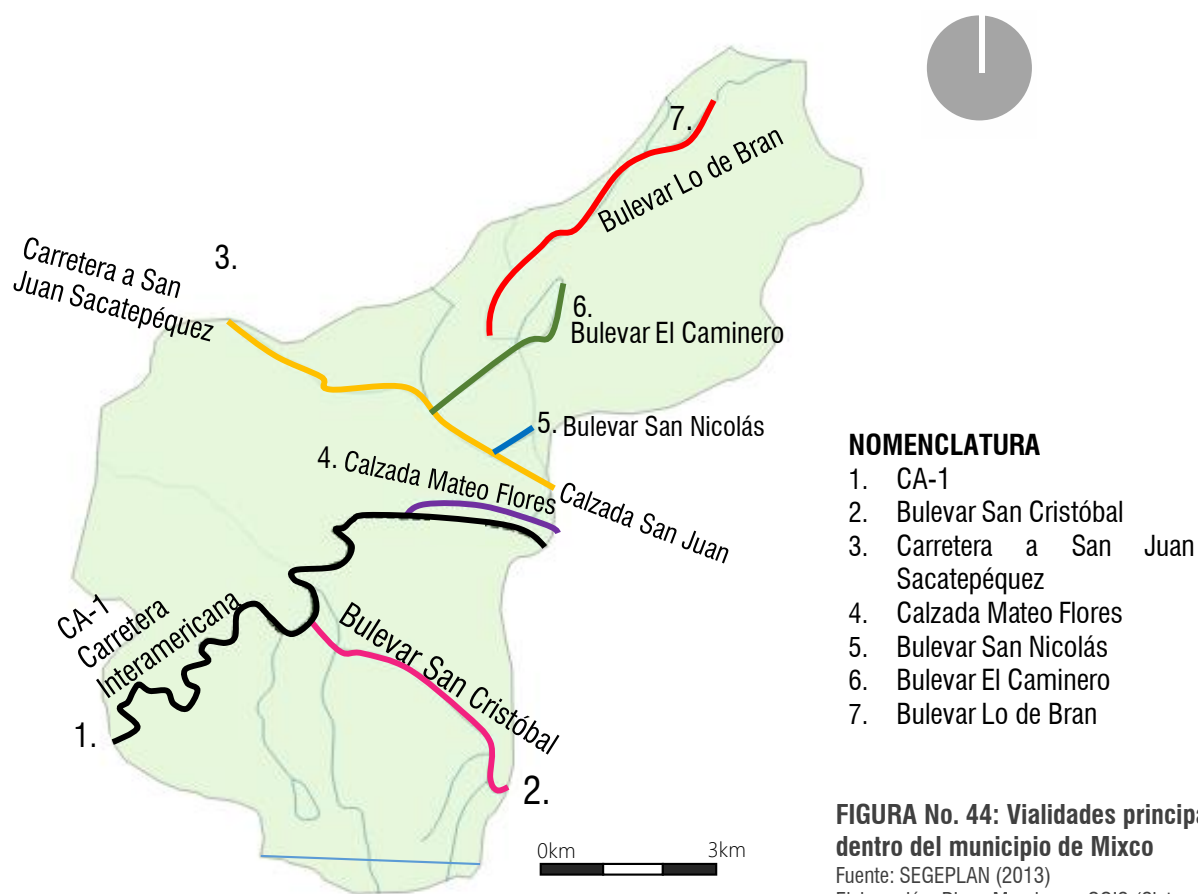 7.
Bulevar Lo de Bran
3.
Carretera a San
Juan Sacatepéquez
6.
Bulevar El Caminero
5. Bulevar San Nicolás
4. Calzada Mateo Flores
Calzada San Juan
CA-1
Carretera
Interamericana
1.
Bulevar San Cristóbal
2.
0km 3km
NOMENCLATURA
1. CA-1
2. Bulevar San Cristóbal
3. Carretera a San Juan
Sacatepéquez
4. Calzada Mateo Flores
5. Bulevar San Nicolás
6. Bulevar El Caminero
7. Bulevar Lo de Bran
FIGURA No. 44: Vialidades principa
dentro del municipio de Mixco
Fuente: SEGEPLAN (2013)